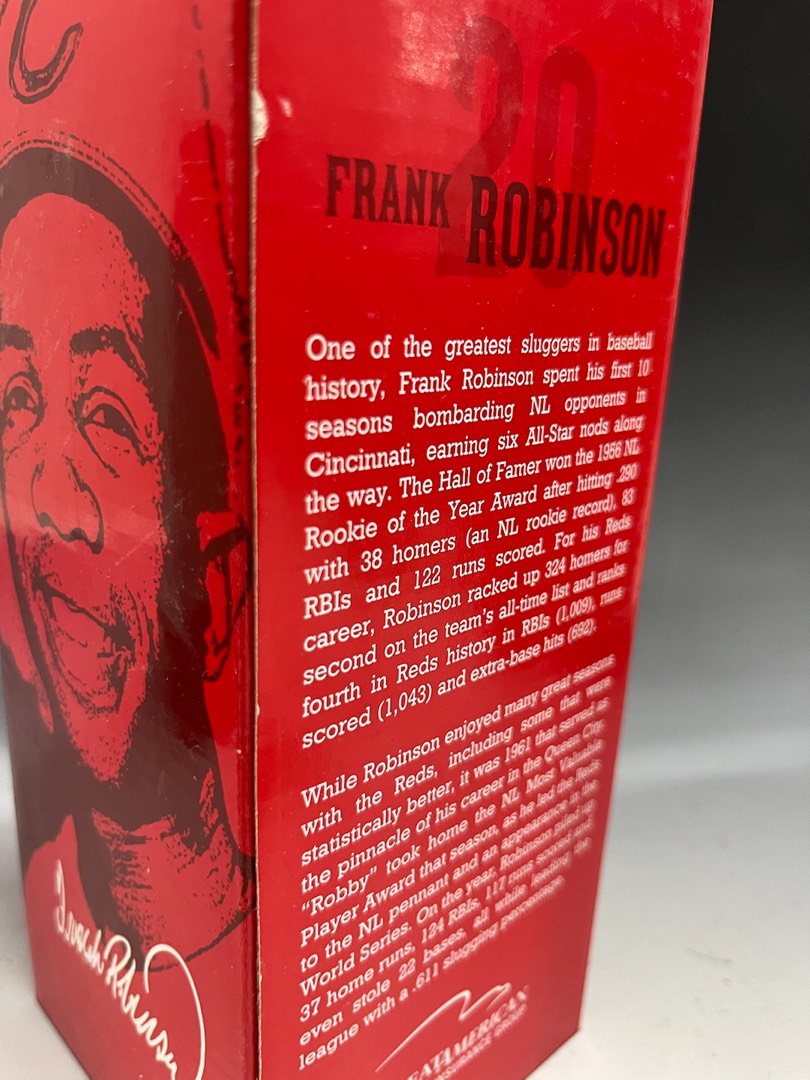 20
FRANK ROBINSON
One of the greatest sluggers in baseball
history, Frank Robinson spent his first 10
seasons bombarding NL opponents in
Cincinnati, earning six All-Star nods along
the way. The Hall of Famer won the 1956 NL
Rookie of the Year Award after hitting .290
with 38 homers (an NL rookie record), 83
RBIs and 122 runs scored. For his Reds
career, Robinson racked up 324 homers for
second on the team's all-time list and ranks
fourth in Reds history in RBIs (1,009), runs
scored (1,043) and extra-base hits (692).
While Robinson enjoyed many great seasons
with the Reds, including some that were
statistically better, it was 1961 that served as
the pinnacle of his career in the Queen City.
"Robby" took home the NL Most Valuable
Player Award that season, as he led the Reds
to the NL pennant and an appearance in the
World Series. On the year, Robinson piled up
37 home runs, 124 RBIs, 117 runs scored and
even stole 22 bases, all while leading the
league with a .611 slugging percentage.
EATAMERICAN
INSURANCE GROUP
Frank Robinson